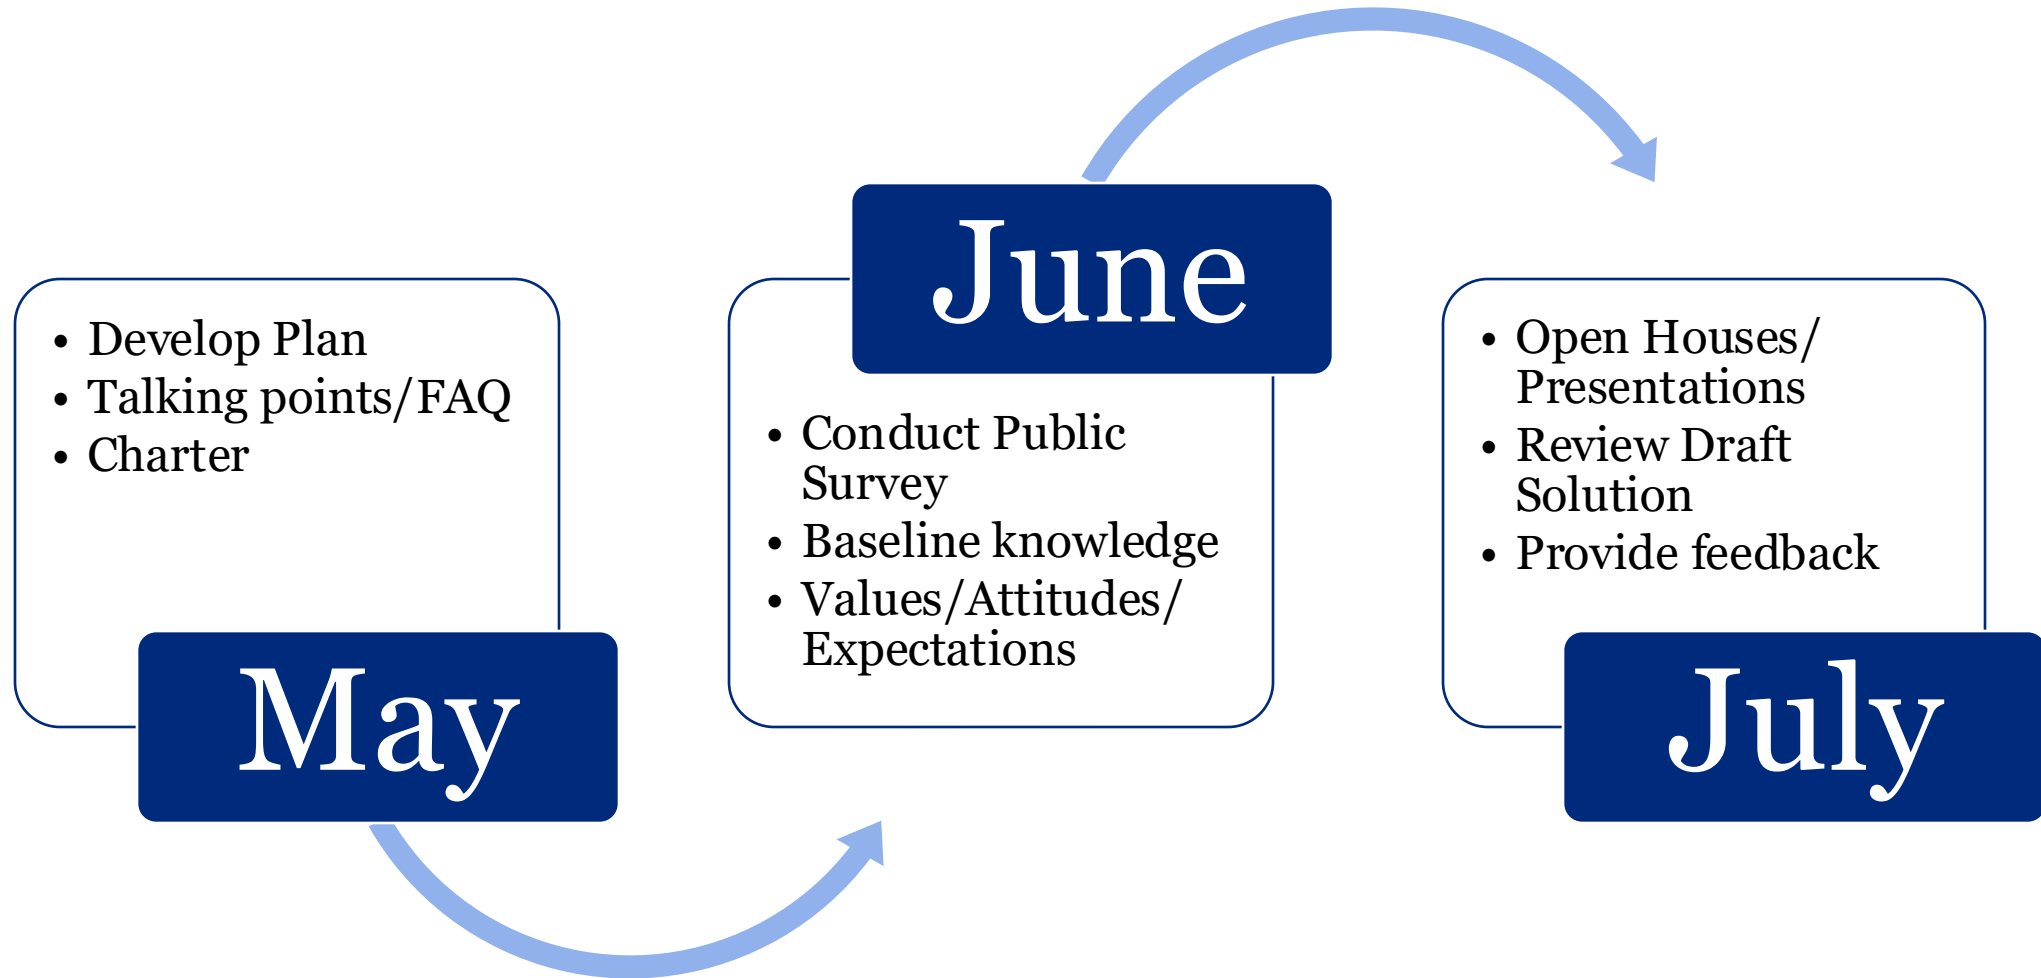 • Develop Plan
• Talking points/FAQ
• Charter
May
June
• Conduct Public
Survey
• Baseline knowledge
• Values/Attitudes/
Expectations
• Open Houses/
Presentations
• Review Draft
Solution
• Provide feedback
July